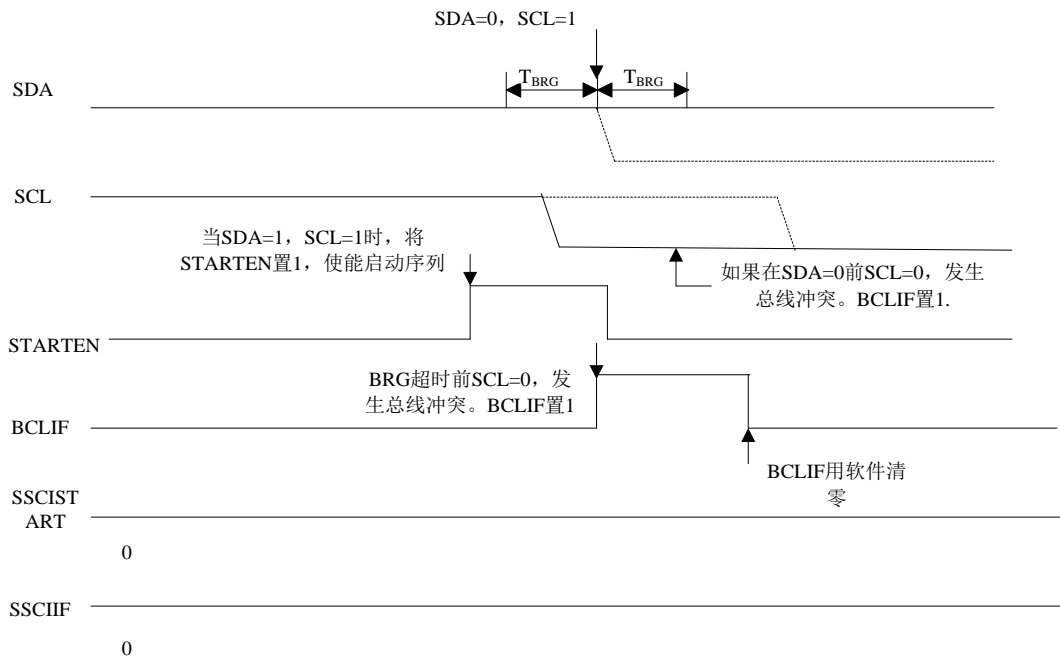 SDA=0，SCL=1
TBRG
TBRG
SDA
SCL
当SDA=1，SCL=1时，将
STARTEN置1，使能启动序列
如果在SDA=0前SCL=0，发生
总线冲突。BCLIF置1.
STARTEN
BRG超时前SCL=0，发
生总线冲突。BCLIF置1
BCLIF
BCLIF用软件清
零
SSCIST
ART
0
SSCIIF
0